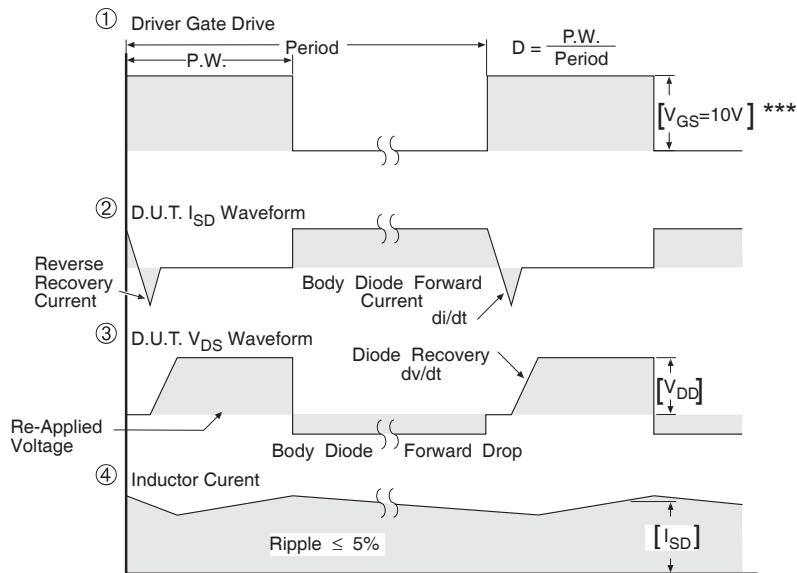 ① Driver Gate Drive
Period
P.W.
D = P.W. / Period
[VGS=10V] ***
② D.U.T. ISD Waveform
Reverse
Recovery
Current
Body Diode Forward
Current
di/dt
③ D.U.T. VDS Waveform
Diode Recovery
dv/dt
[VDD]
Re-Applied
Voltage
Body Diode Forward Drop
④ Inductor Curent
Ripple ≤ 5%
[ISD]